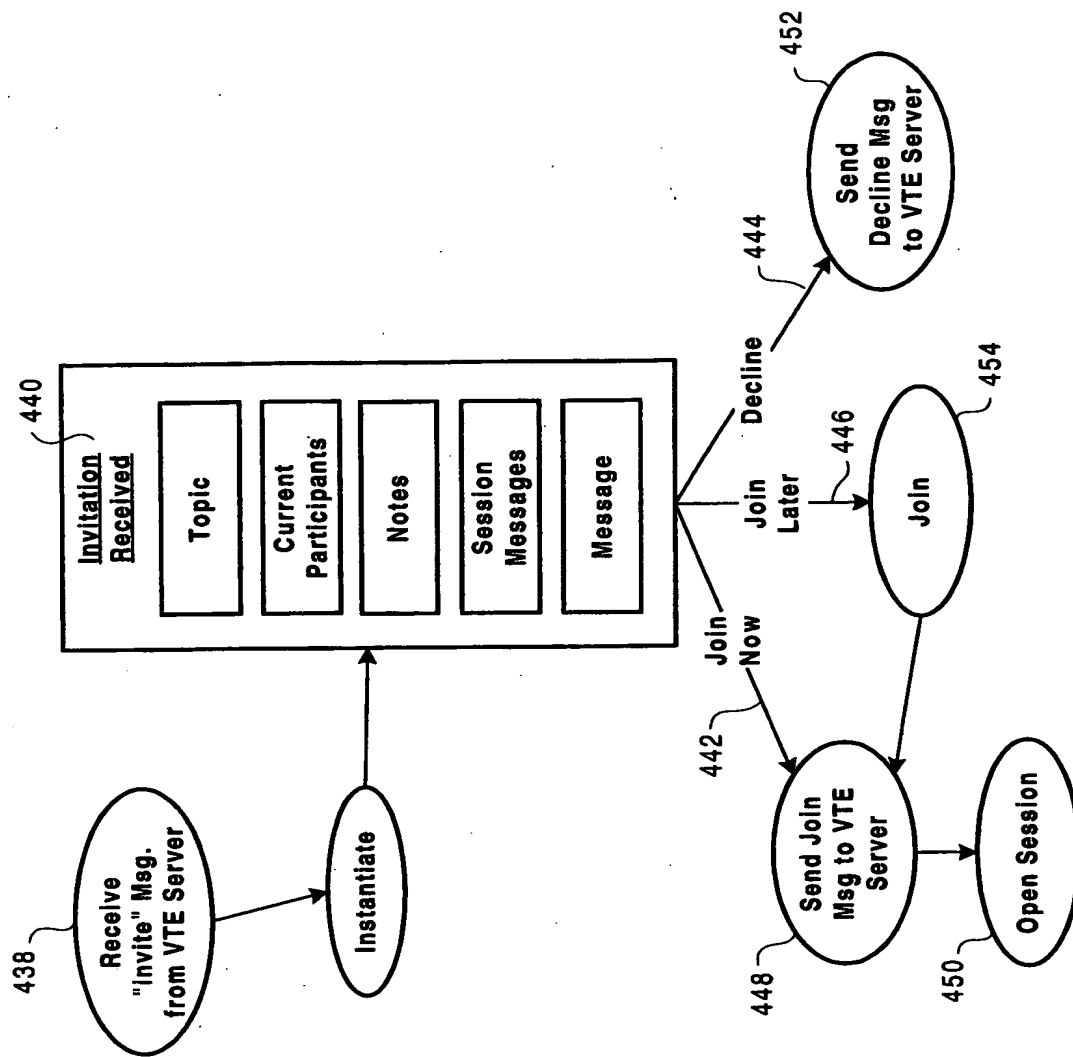 438
Receive
"Invite" Msg.
from VTE Server
Instantiate
440
Invitation
Received
Topic
Current
Participants
Notes
Session
Messages
Message
442
Join
Now
Join
Later
446
Decline
444
448
Send Join
Msg to VTE
Server
450
Open Session
Join
454
Send
Decline Msg
to VTE Server
452